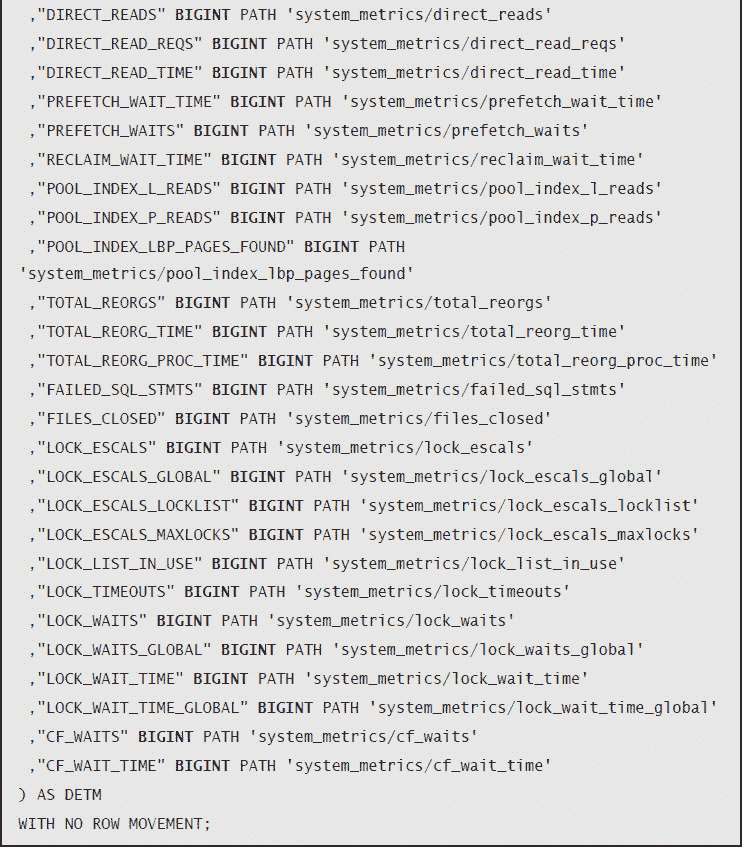 ,"DIRECT_READS" BIGINT PATH 'system_metrics/direct_reads'
,"DIRECT_READ_REQS" BIGINT PATH 'system_metrics/direct_read_reqs'
,"DIRECT_READ_TIME" BIGINT PATH 'system_metrics/direct_read_time'
,"PREFETCH_WAIT_TIME" BIGINT PATH 'system_metrics/prefetch_wait_time'
,"PREFETCH_WAITS" BIGINT PATH 'system_metrics/prefetch_waits'
,"RECLAIM_WAIT_TIME" BIGINT PATH 'system_metrics/reclaim_wait_time'
,"POOL_INDEX_L_READS" BIGINT PATH 'system_metrics/pool_index_l_reads'
,"POOL_INDEX_P_READS" BIGINT PATH 'system_metrics/pool_index_p_reads'
,"POOL_INDEX_LBP_PAGES_FOUND" BIGINT PATH
'system_metrics/pool_index_lbp_pages_found'
,"TOTAL_REORGS" BIGINT PATH 'system_metrics/total_reorgs'
,"TOTAL_REORG_TIME" BIGINT PATH 'system_metrics/total_reorg_time'
,"TOTAL_REORG_PROC_TIME" BIGINT PATH 'system_metrics/total_reorg_proc_time'
,"FAILED_SQL_STMTS" BIGINT PATH 'system_metrics/failed_sql_stmts'
,"FILES_CLOSED" BIGINT PATH 'system_metrics/files_closed'
,"LOCK_ESCALS" BIGINT PATH 'system_metrics/lock_escals'
,"LOCK_ESCALS_GLOBAL" BIGINT PATH 'system_metrics/lock_escals_global'
,"LOCK_ESCALS_LOCKLIST" BIGINT PATH 'system_metrics/lock_escals_locklist'
,"LOCK_ESCALS_MAXLOCKS" BIGINT PATH 'system_metrics/lock_escals_maxlocks'
,"LOCK_LIST_IN_USE" BIGINT PATH 'system_metrics/lock_list_in_use'
,"LOCK_TIMEOUTS" BIGINT PATH 'system_metrics/lock_timeouts'
,"LOCK_WAITS" BIGINT PATH 'system_metrics/lock_waits'
,"LOCK_WAITS_GLOBAL" BIGINT PATH 'system_metrics/lock_waits_global'
,"LOCK_WAIT_TIME" BIGINT PATH 'system_metrics/lock_wait_time'
,"LOCK_WAIT_TIME_GLOBAL" BIGINT PATH 'system_metrics/lock_wait_time_global'
,"CF_WAITS" BIGINT PATH 'system_metrics/cf_waits'
,"CF_WAIT_TIME" BIGINT PATH 'system_metrics/cf_wait_time'
) AS DETM
WITH NO ROW MOVEMENT;